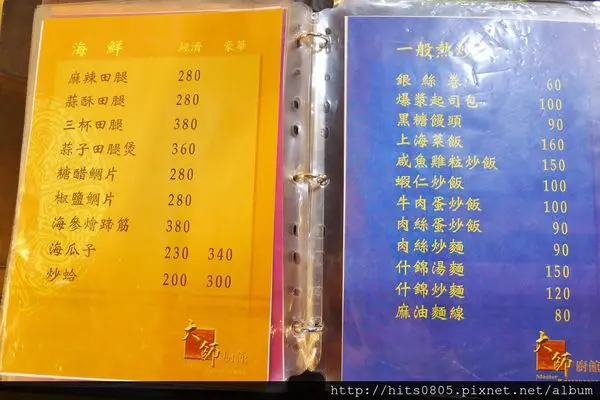 海鮮 經濟 豪華
麻辣田腿 280
蒜酥田腿 280
三杯田腿 380
蒜子田腿煲 360
糖醋鯛片 280
椒鹽鯛片 280
海參燴蹄筋 380
海瓜子 230 340
炒蛤 200 300
大師廚館
一般熱
銀絲卷 60
爆漿起司包 100
黑糖饅頭 90
上海菜飯 160
咸魚雞粒炒飯 150
蝦仁炒飯 100
牛肉蛋炒飯 100
肉絲蛋炒飯 90
肉絲炒麵 90
什錦湯麵 150
什錦炒麵 120
麻油麵線 80
大師廚館
Master
http://hits0805.pixnet.net/album